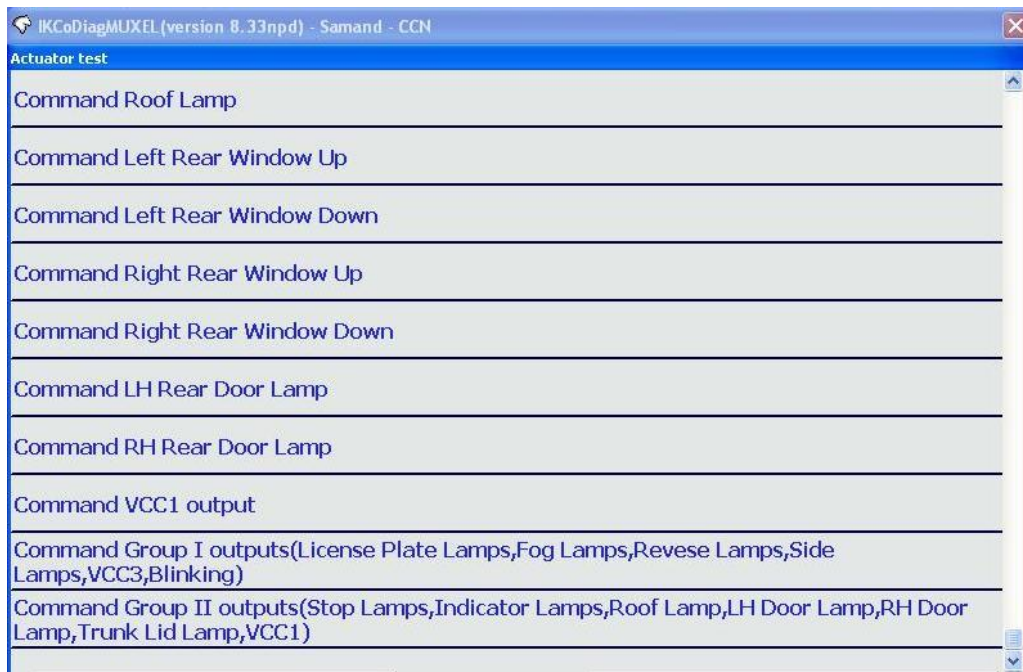 IKCoDiagMUXEL(version 8.33npd) - Samand - CCN
Actuator test
Command Roof Lamp
Command Left Rear Window Up
Command Left Rear Window Down
Command Right Rear Window Up
Command Right Rear Window Down
Command LH Rear Door Lamp
Command RH Rear Door Lamp
Command VCC1 output
Command Group I outputs(License Plate Lamps,Fog Lamps,Revese Lamps,Side
Lamps,VCC3,Blinking)
Command Group II outputs(Stop Lamps,Indicator Lamps,Roof Lamp,LH Door Lamp,RH Door
Lamp,Trunk Lid Lamp,VCC1)